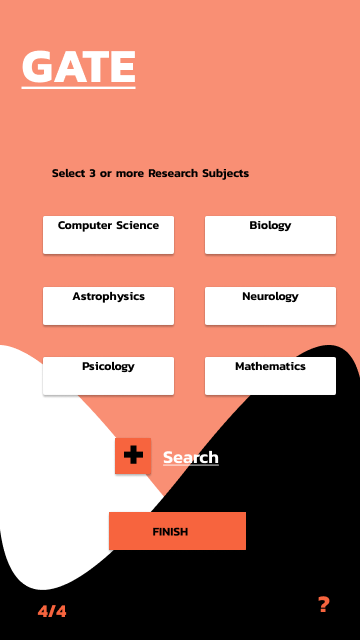 GATE
Select 3 or more Research Subjects
Computer Science
Biology
Astrophysics
Neurology
Psicology
Mathematics
Search
FINISH
4/4
?